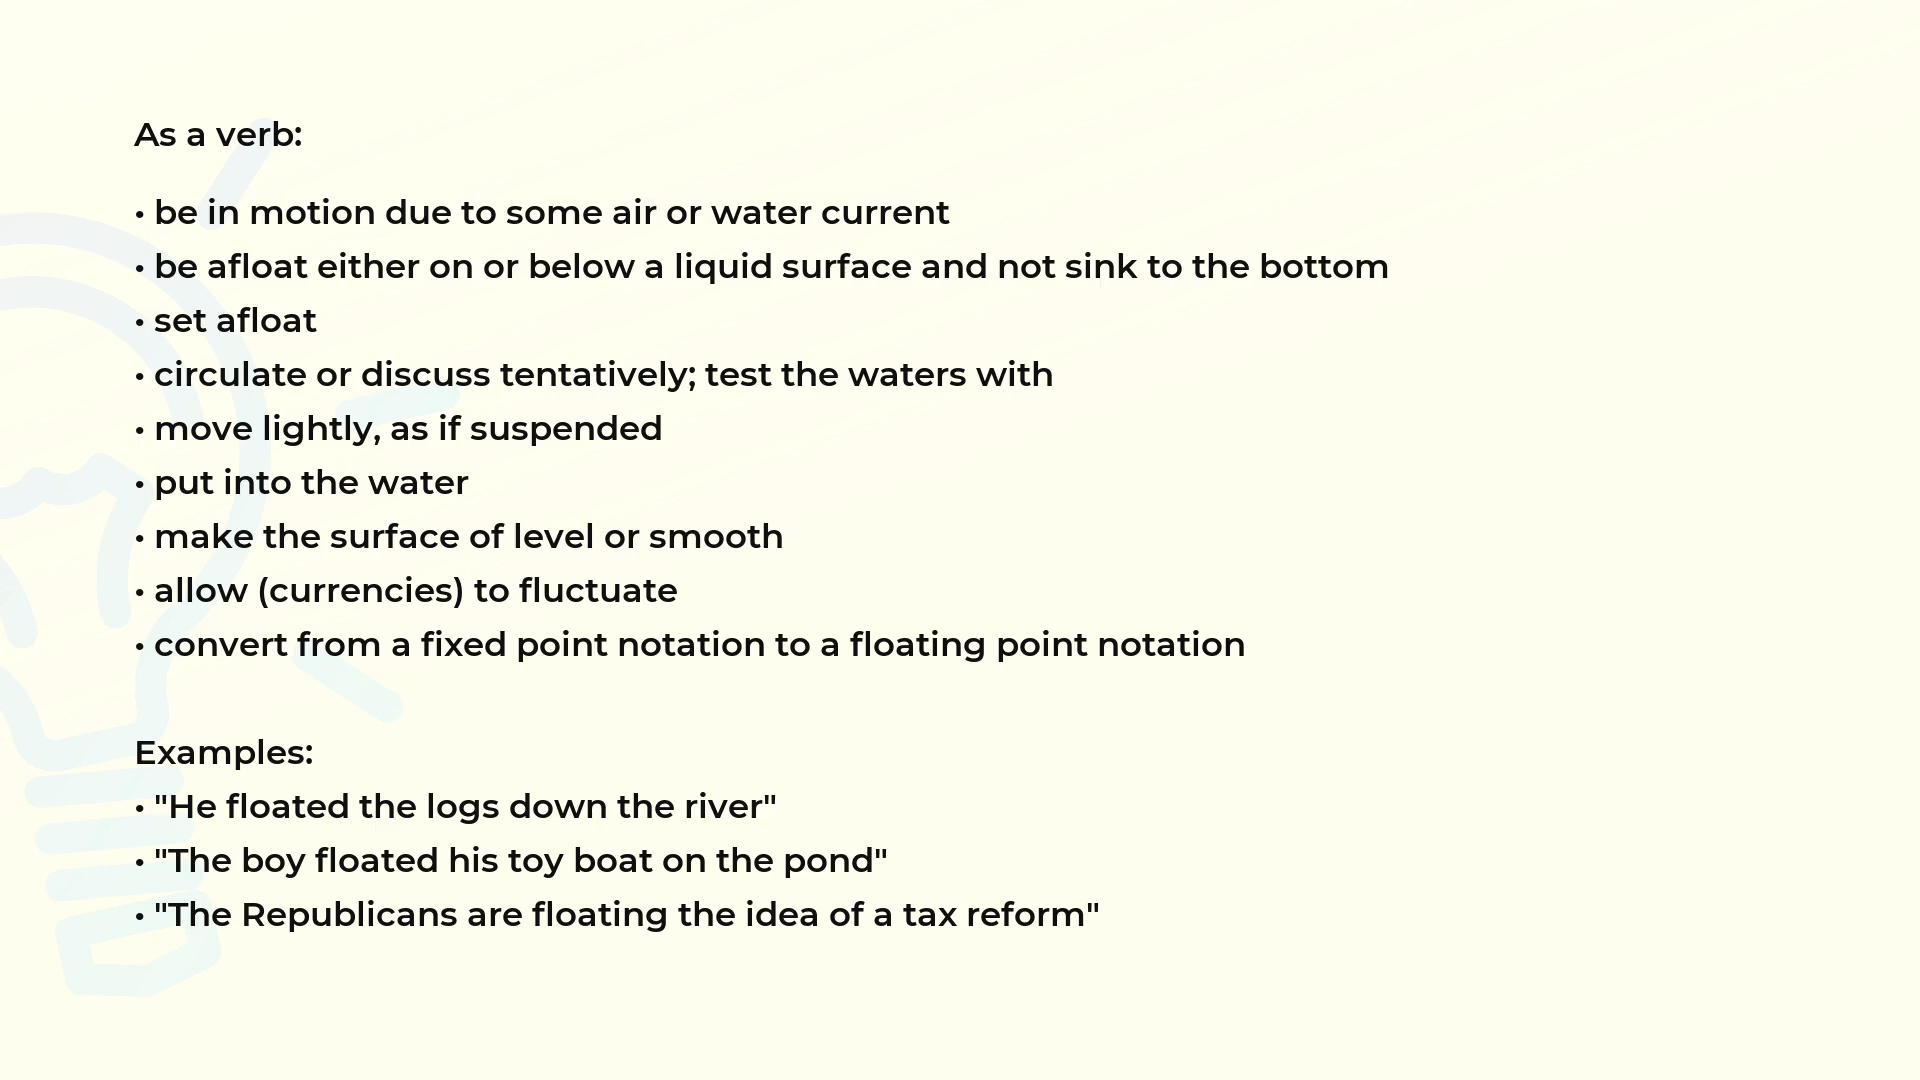 As a verb:
• be in motion due to some air or water current
• be afloat either on or below a liquid surface and not sink to the bottom
• set afloat
• circulate or discuss tentatively; test the waters with
• move lightly, as if suspended
• put into the water
• make the surface of level or smooth
• allow (currencies) to fluctuate
• convert from a fixed point notation to a floating point notation
Examples:
• "He floated the logs down the river"
• "The boy floated his toy boat on the pond"
• "The Republicans are floating the idea of a tax reform"